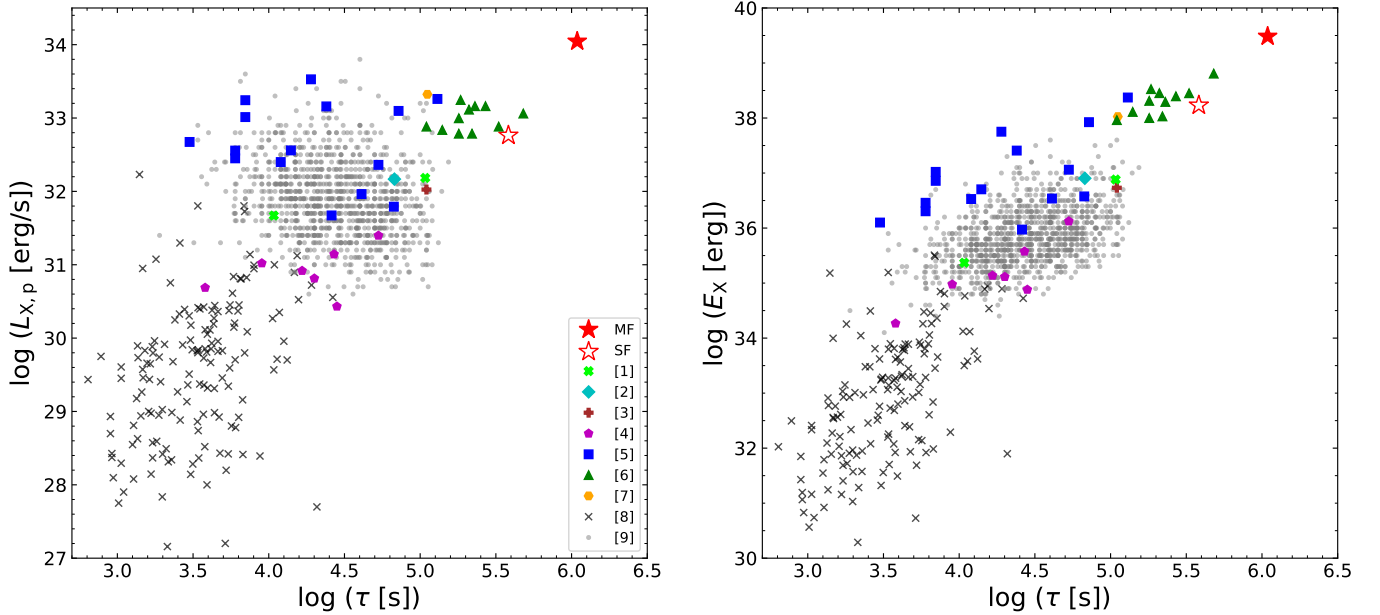 34
33
32
31
30
29
28
27
log (L_X,p [erg/s])
3.0 3.5 4.0 4.5 5.0 5.5 6.0 6.5
log (τ [s])
MF
SF
[1]
[2]
[3]
[4]
[5]
[6]
[7]
[8]
[9]
40
38
36
34
32
30
log (E_X [erg])
3.0 3.5 4.0 4.5 5.0 5.5 6.0 6.5
log (τ [s])